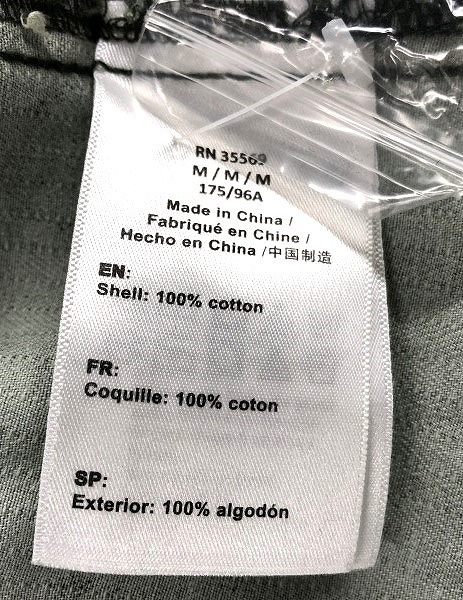 RN 35569
M / M / M
175/96A
Made in China /
Fabriqué en Chine /
Hecho en China /中国制造
EN:
Shell: 100% cotton
FR:
Coquille: 100% coton
SP:
Exterior: 100% algodón